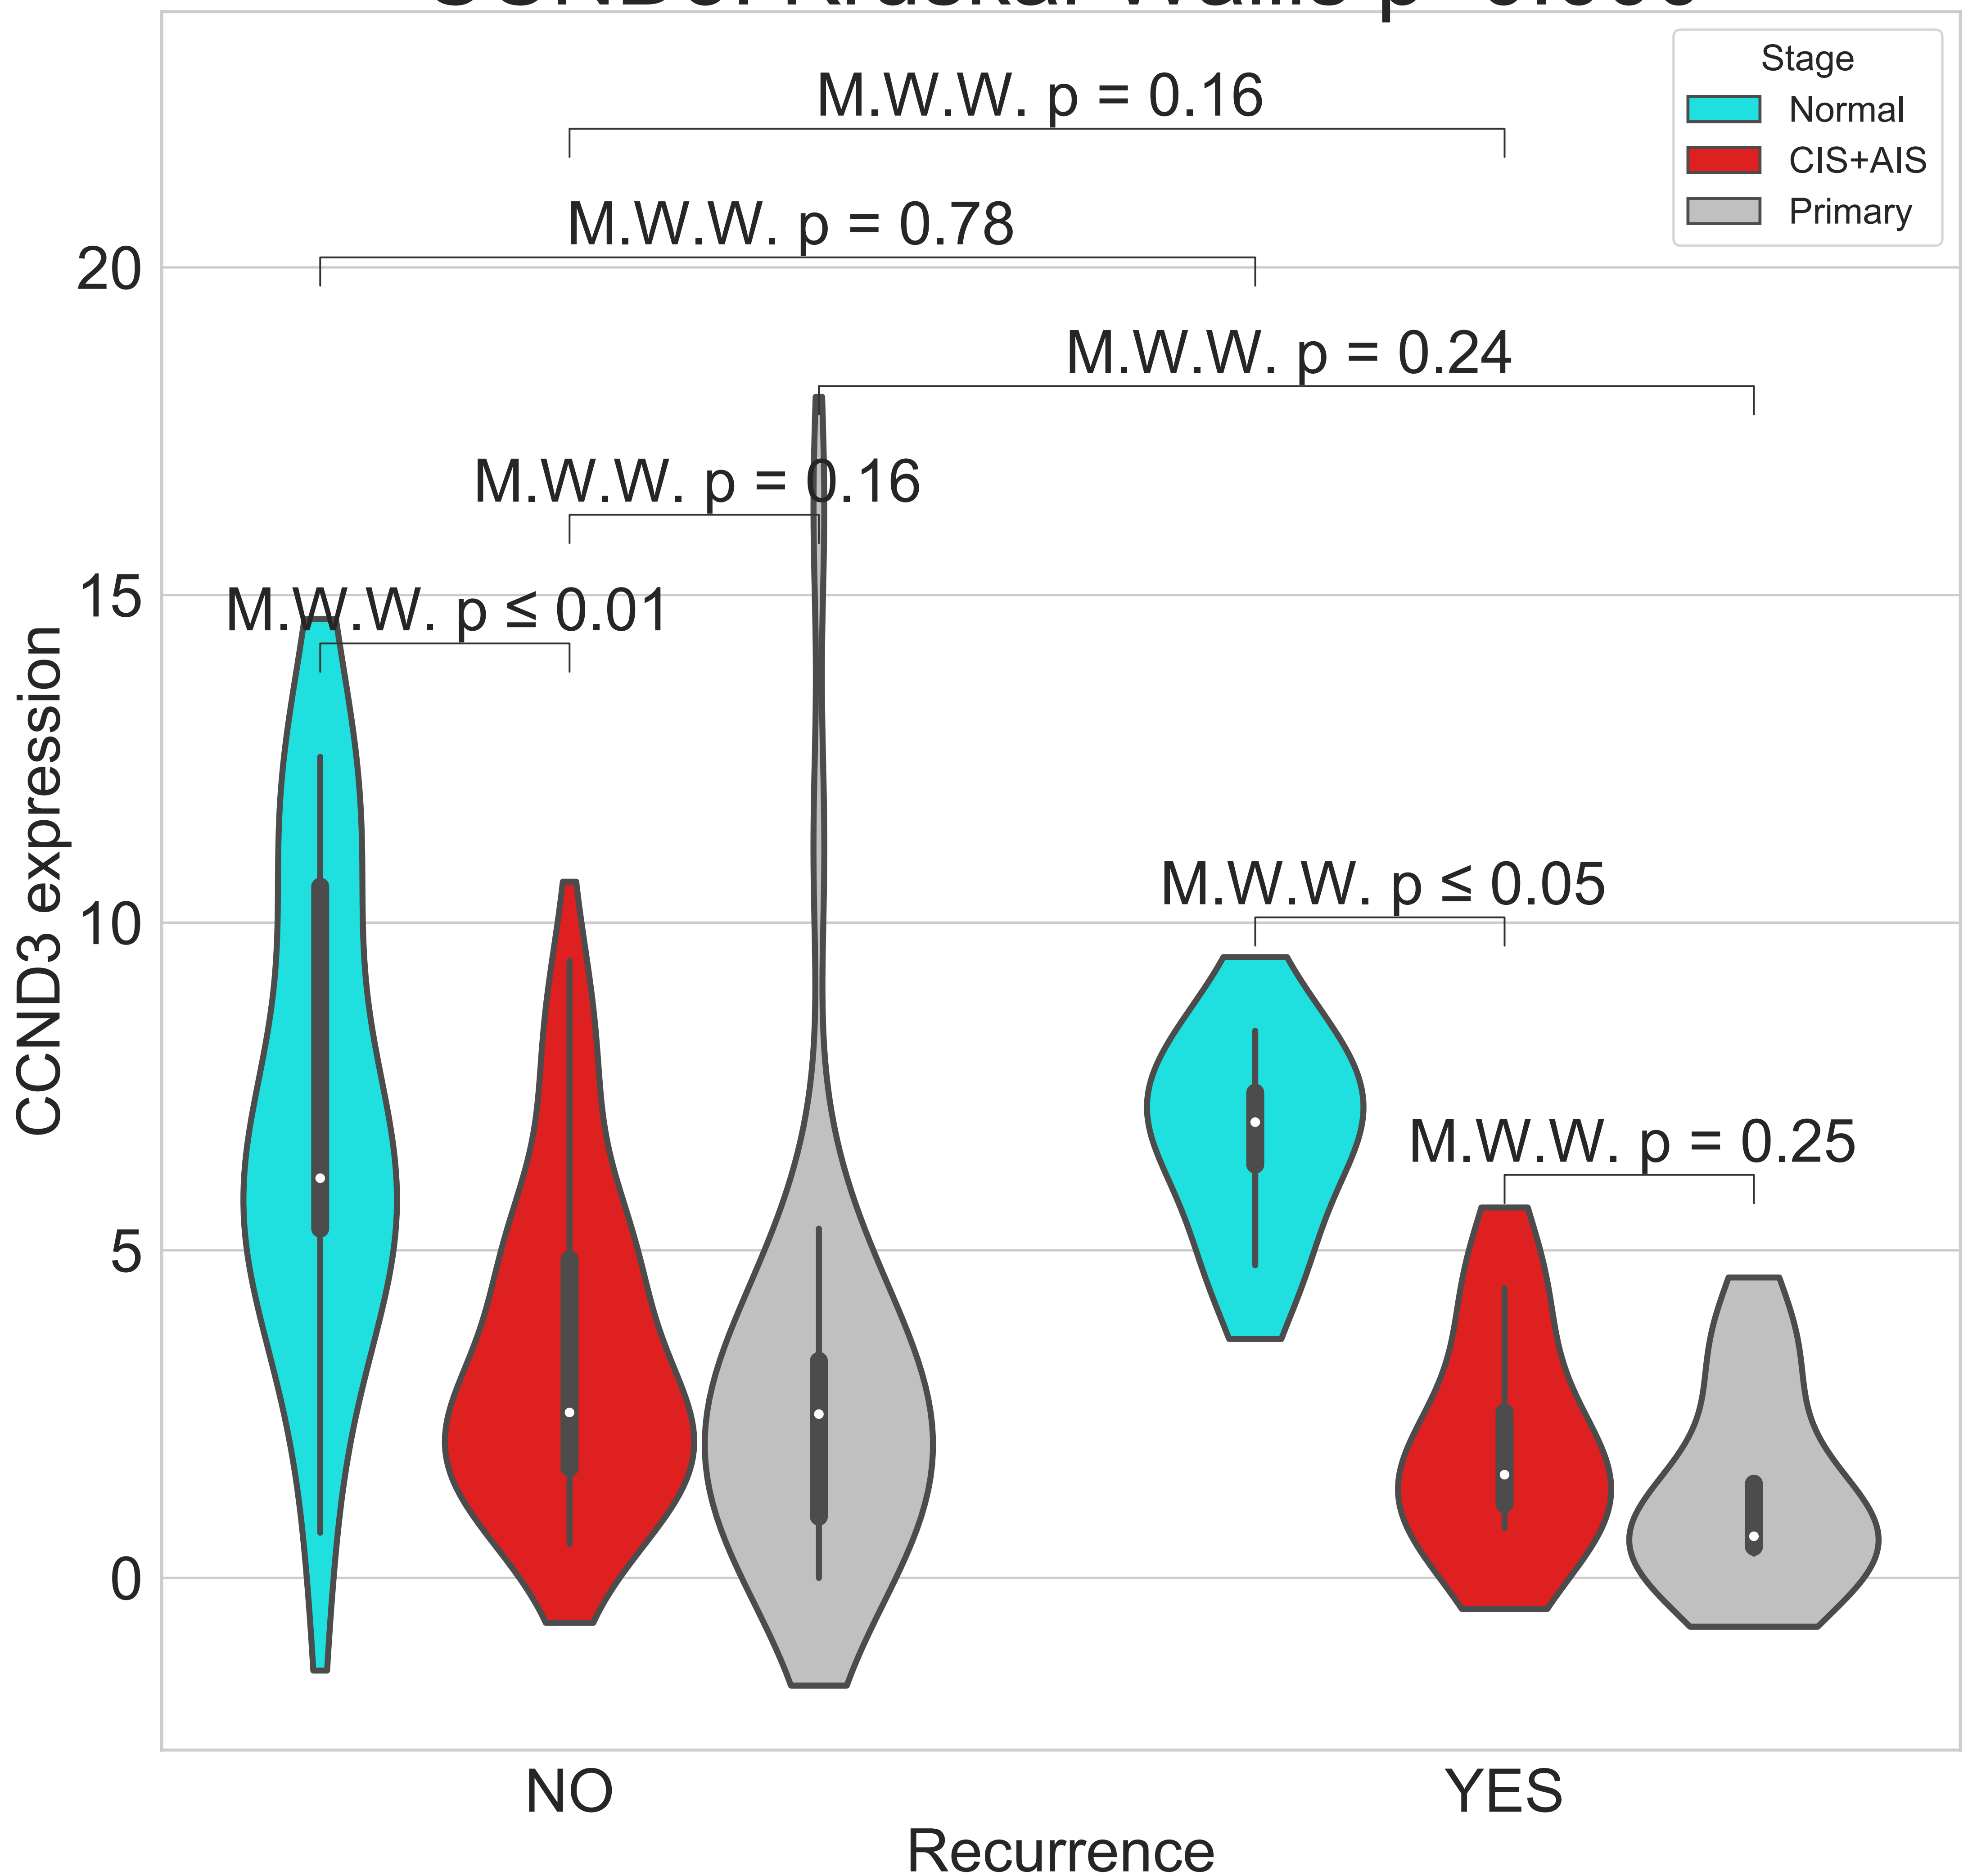 Stage
Normal
CIS+AIS
Primary
M.W.W. p = 0.16
M.W.W. p = 0.78
M.W.W. p = 0.24
M.W.W. p = 0.16
M.W.W. p ≤ 0.01
M.W.W. p ≤ 0.05
M.W.W. p = 0.25
CCND3 expression
20
15
10
5
0
NO
YES
Recurrence